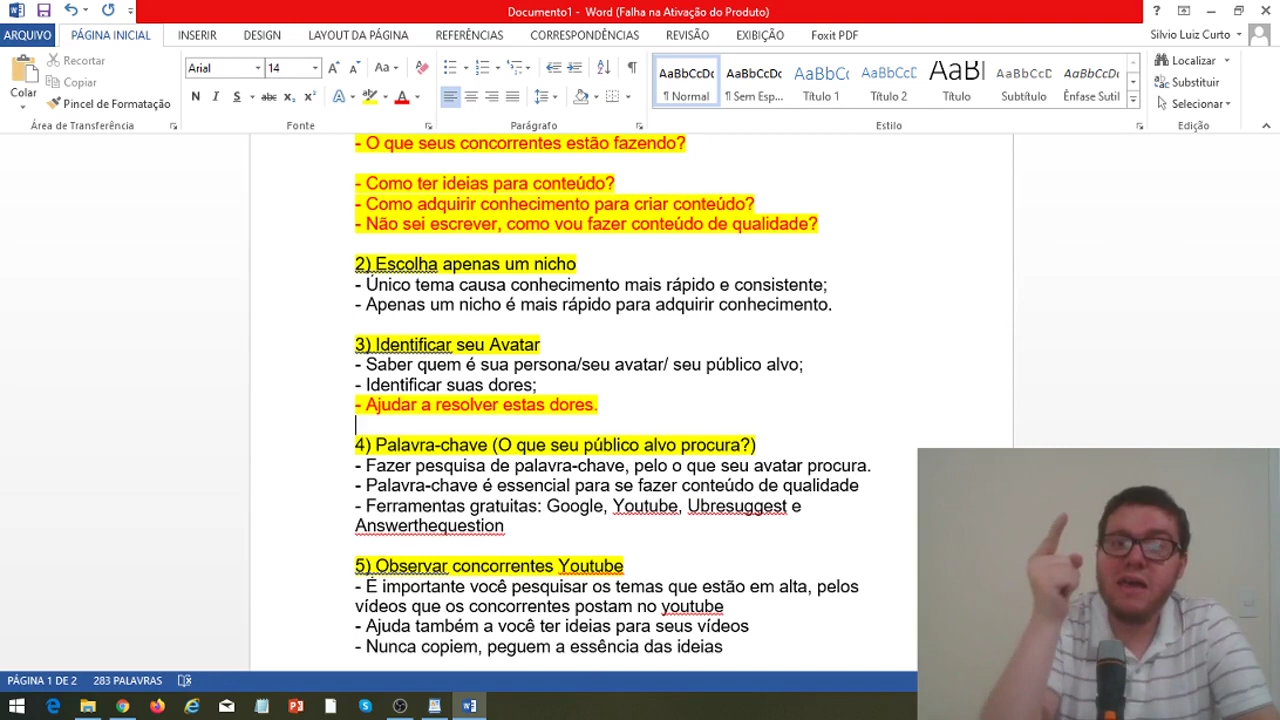 Documento1 - Word (Falha na Ativação do Produto)
ARQUIVO PÁGINA INICIAL INSERIR DESIGN LAYOUT DA PÁGINA REFERÊNCIAS CORRESPONDÊNCIAS REVISÃO EXIBIÇÃO Foxit PDF Silvio Luiz Curto
Colar
Recortar
Copiar
Pincel de Formatação
Área de Transferência
Arial 14
N I S abc x₂ x²
Fonte
Parágrafo
AaBbCcDc AaBbCcDc AaBbCc AaBbCcD AaBl AaBbCcD AaBbCcDc
¶ Normal ¶ Sem Esp... Título 1 Título 2 Título Subtítulo Ênfase Sutil
Estilo
Localizar
Substituir
Selecionar
Edição
- O que seus concorrentes estão fazendo?
- Como ter ideias para conteúdo?
- Como adquirir conhecimento para criar conteúdo?
- Não sei escrever, como vou fazer conteúdo de qualidade?
2) Escolha apenas um nicho
- Único tema causa conhecimento mais rápido e consistente;
- Apenas um nicho é mais rápido para adquirir conhecimento.
3) Identificar seu Avatar
- Saber quem é sua persona/seu avatar/ seu público alvo;
- Identificar suas dores;
- Ajudar a resolver estas dores.
4) Palavra-chave (O que seu público alvo procura?)
- Fazer pesquisa de palavra-chave, pelo o que seu avatar procura.
- Palavra-chave é essencial para se fazer conteúdo de qualidade
- Ferramentas gratuitas: Google, Youtube, Ubresuggest e
Answerthequestion
5) Observar concorrentes Youtube
- É importante você pesquisar os temas que estão em alta, pelos
vídeos que os concorrentes postam no youtube
- Ajuda também a você ter ideias para seus vídeos
- Nunca copiem, peguem a essência das ideias
PÁGINA 1 DE 2 283 PALAVRAS